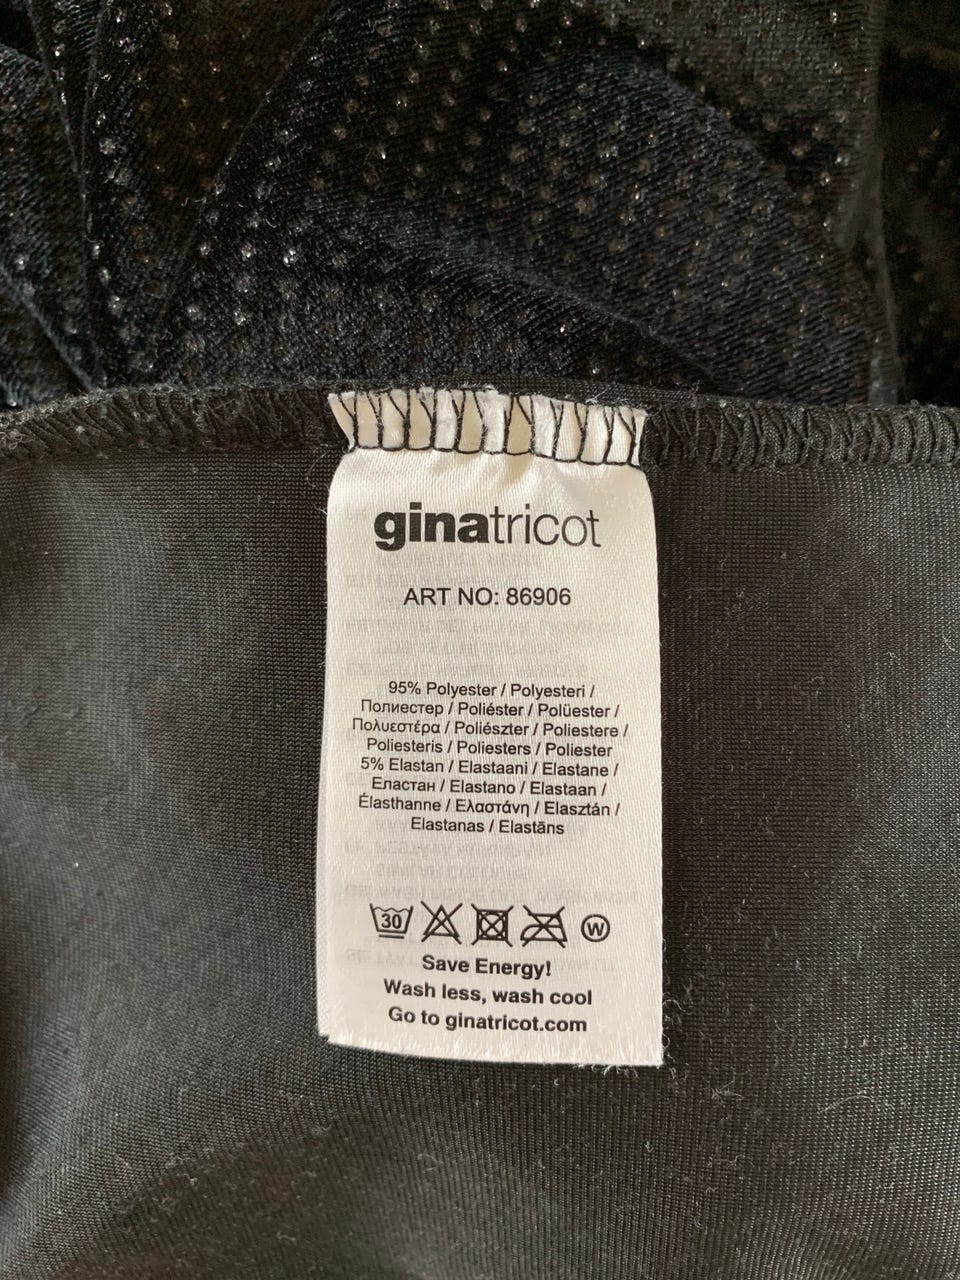 ginatricot
ART NO: 86906
95% Polyester / Polyesteri /
Полиестер / Poliéster / Polüester /
Πολυεστέρα / Poliészter / Poliestere /
Poliesteris / Poliesters / Poliester
5% Elastan / Elastaani / Elastane /
Еластан / Elastano / Elastaan /
Élasthanne / Ελαστάνη / Elasztán /
Elastanas / Elastāns
30 W
Save Energy!
Wash less, wash cool
Go to ginatricot.com